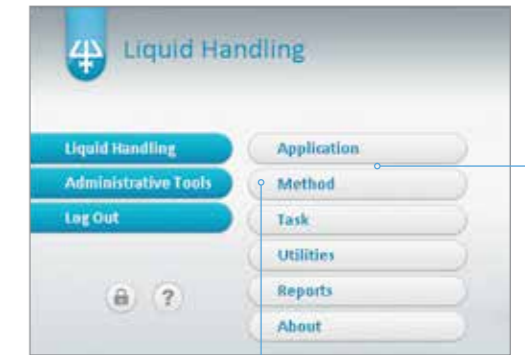 Liquid Handling
Liquid Handling
Administrative Tools
Log Out
Application
Method
Task
Utilities
Reports
About
?